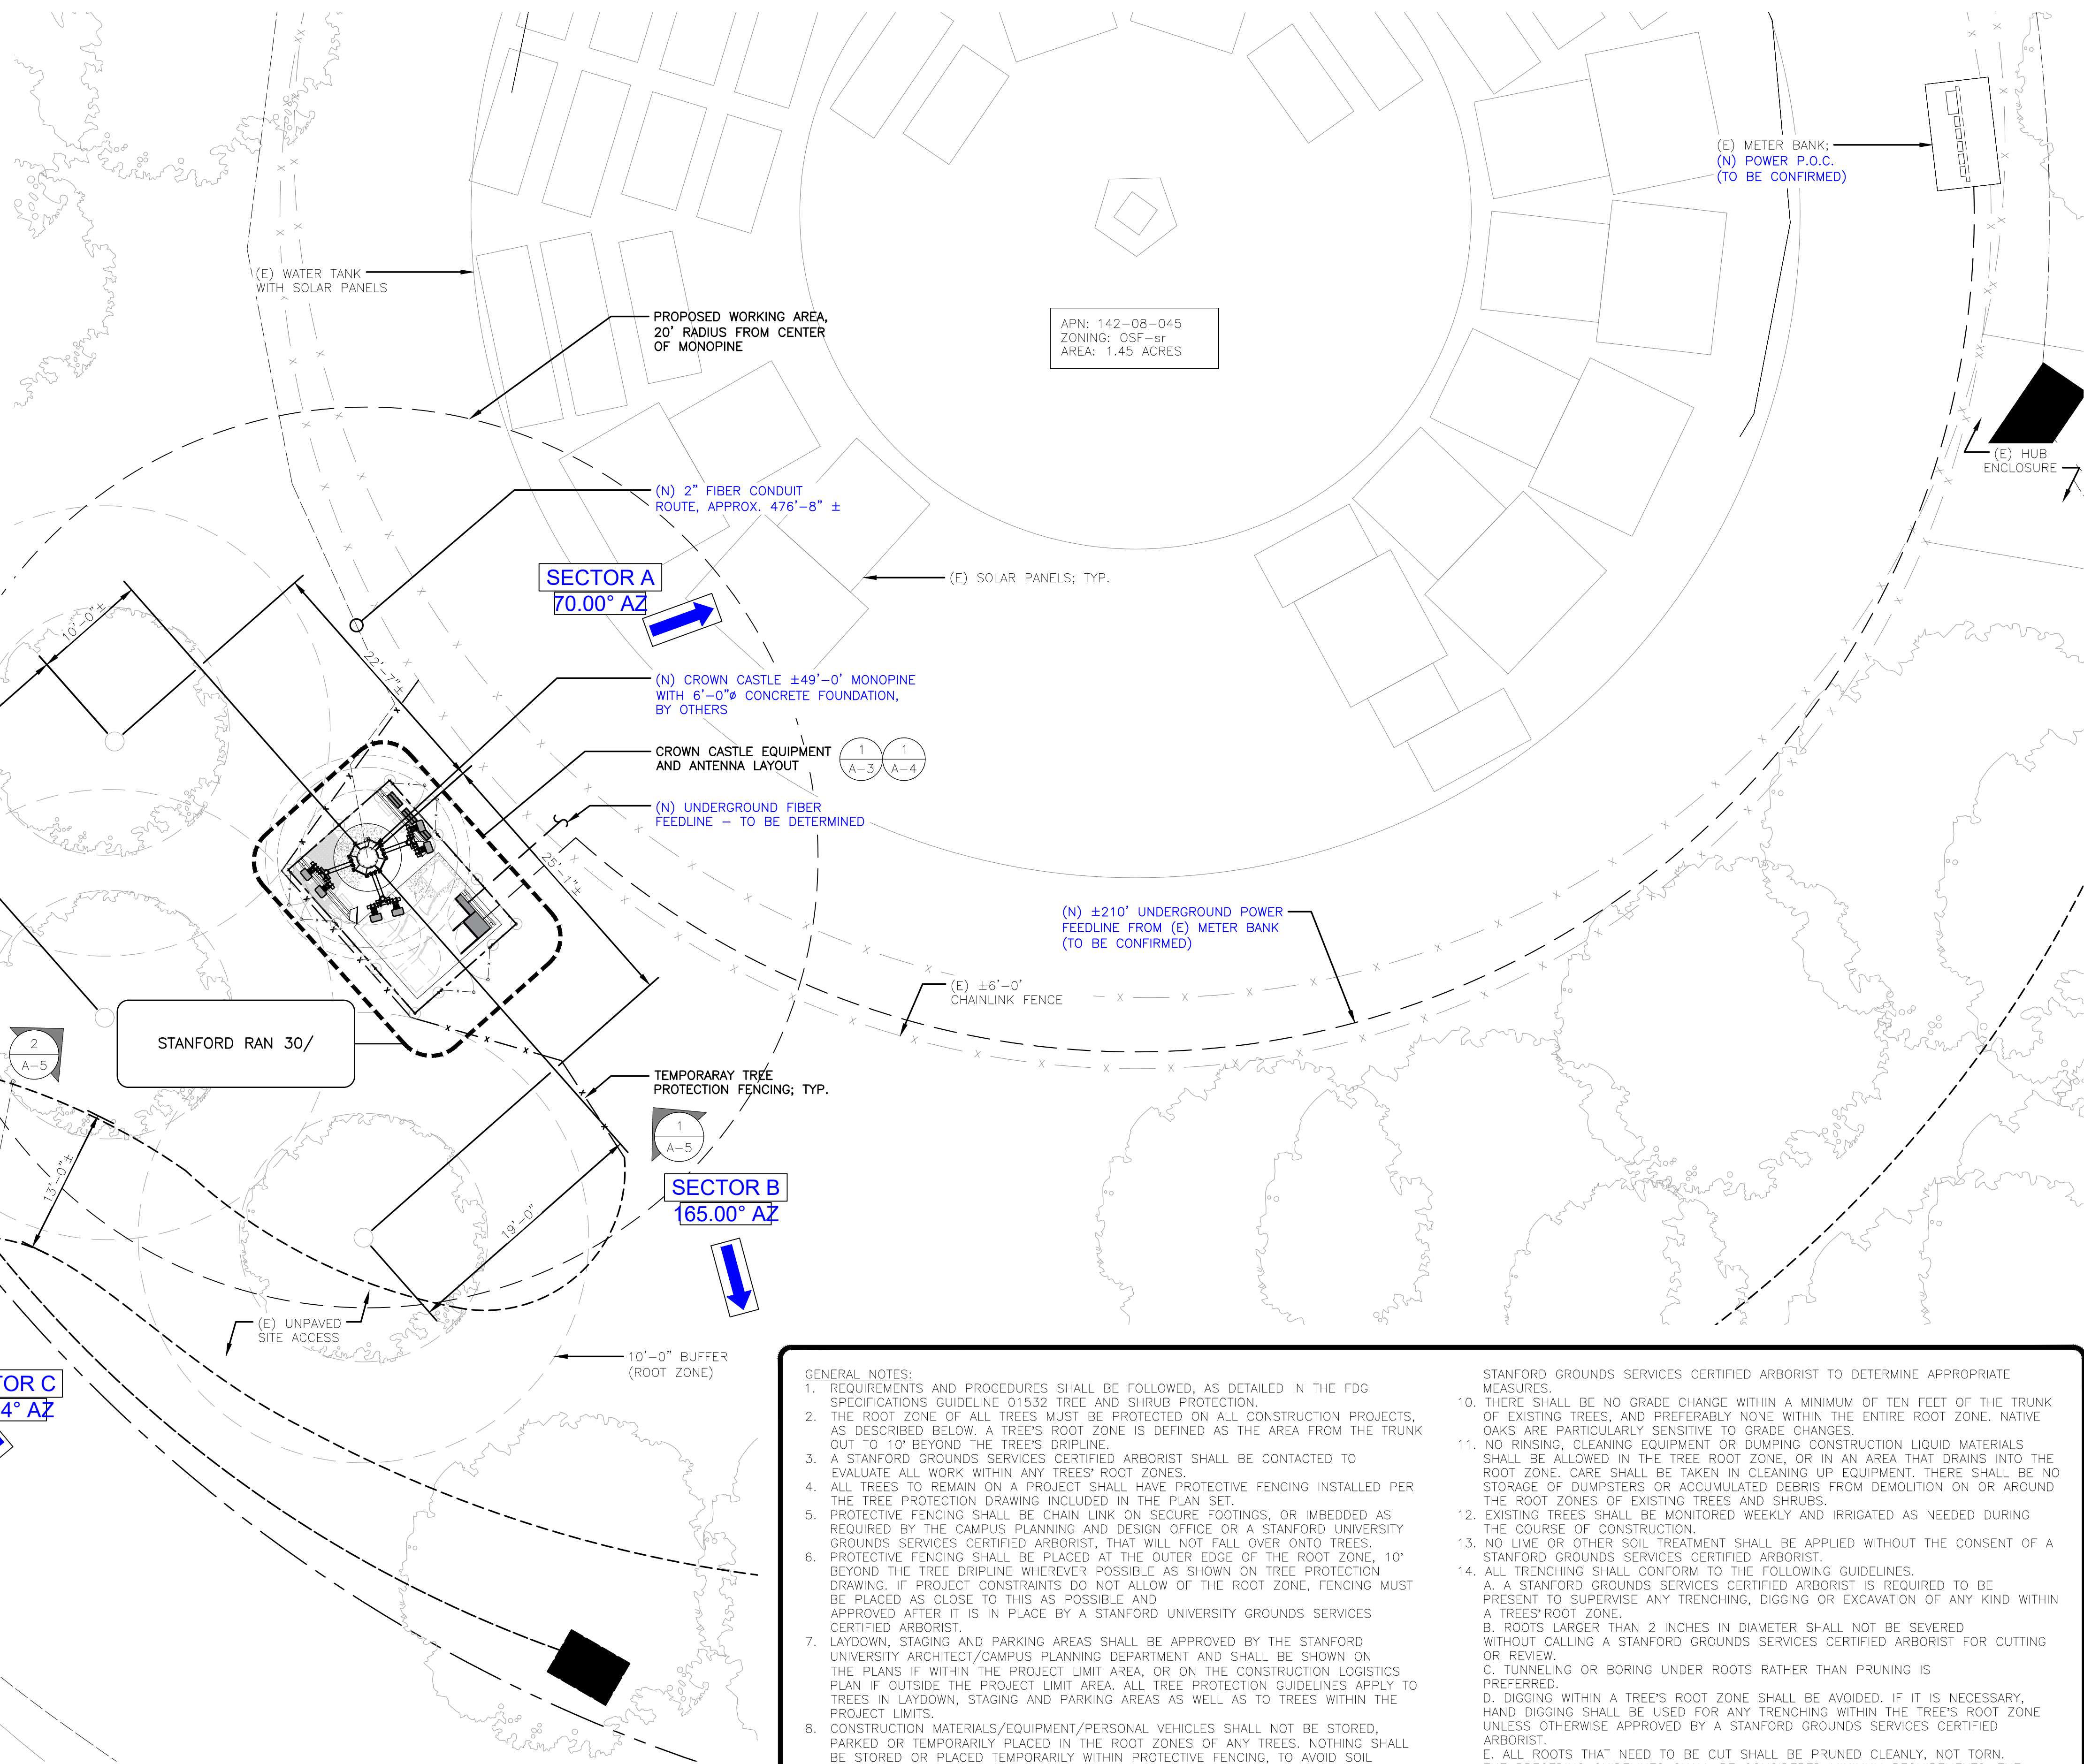 (E) METER BANK;
(N) POWER P.O.C.
(TO BE CONFIRMED)
(E) WATER TANK
WITH SOLAR PANELS
PROPOSED WORKING AREA,
20' RADIUS FROM CENTER
OF MONOPINE
APN: 142-08-045
ZONING: OSF-sr
AREA: 1.45 ACRES
(E) HUB
ENCLOSURE
(N) 2" FIBER CONDUIT
ROUTE, APPROX. 476'-8" ±
SECTOR A
70.00° AZ
(E) SOLAR PANELS; TYP.
10'-0"±
22'-7"±
(N) CROWN CASTLE ±49'-0' MONOPINE
WITH 6'-0"ø CONCRETE FOUNDATION,
BY OTHERS
CROWN CASTLE EQUIPMENT
AND ANTENNA LAYOUT
1
A-3
1
A-4
(N) UNDERGROUND FIBER
FEEDLINE - TO BE DETERMINED
25'-1"±
(N) ±210' UNDERGROUND POWER
FEEDLINE FROM (E) METER BANK
(TO BE CONFIRMED)
(E) ±6'-0'
CHAINLINK FENCE
STANFORD RAN 30/
2
A-5
TEMPORARAY TREE
PROTECTION FENCING; TYP.
1
A-5
13'-0"±
SECTOR B
165.00° AZ
19'-0"
(E) UNPAVED
SITE ACCESS
10'-0" BUFFER
(ROOT ZONE)
TOR C
4° AZ
GENERAL NOTES:
1. REQUIREMENTS AND PROCEDURES SHALL BE FOLLOWED, AS DETAILED IN THE FDG
SPECIFICATIONS GUIDELINE 01532 TREE AND SHRUB PROTECTION.
2. THE ROOT ZONE OF ALL TREES MUST BE PROTECTED ON ALL CONSTRUCTION PROJECTS,
AS DESCRIBED BELOW. A TREE'S ROOT ZONE IS DEFINED AS THE AREA FROM THE TRUNK
OUT TO 10' BEYOND THE TREE'S DRIPLINE.
3. A STANFORD GROUNDS SERVICES CERTIFIED ARBORIST SHALL BE CONTACTED TO
EVALUATE ALL WORK WITHIN ANY TREES' ROOT ZONES.
4. ALL TREES TO REMAIN ON A PROJECT SHALL HAVE PROTECTIVE FENCING INSTALLED PER
THE TREE PROTECTION DRAWING INCLUDED IN THE PLAN SET.
5. PROTECTIVE FENCING SHALL BE CHAIN LINK ON SECURE FOOTINGS, OR IMBEDED AS
REQUIRED BY THE CAMPUS PLANNING AND DESIGN OFFICE OR A STANFORD UNIVERSITY
GROUNDS SERVICES CERTIFIED ARBORIST, THAT WILL NOT FALL OVER ONTO TREES.
6. PROTECTIVE FENCING SHALL BE PLACED AT THE OUTER EDGE OF THE ROOT ZONE, 10'
BEYOND THE TREE DRIPLINE WHEREVER POSSIBLE AS SHOWN ON TREE PROTECTION
DRAWING. IF PROJECT CONSTRAINTS DO NOT ALLOW OF THE ROOT ZONE, FENCING MUST
BE PLACED AS CLOSE TO THIS AS POSSIBLE AND
APPROVED AFTER IT IS IN PLACE BY A STANFORD UNIVERSITY GROUNDS SERVICES
CERTIFIED ARBORIST.
7. LAYDOWN, STAGING AND PARKING AREAS SHALL BE APPROVED BY THE STANFORD
UNIVERSITY ARCHITECT/CAMPUS PLANNING DEPARTMENT AND SHALL BE SHOWN ON
THE PLANS IF WITHIN THE PROJECT LIMIT AREA, OR ON THE CONSTRUCTION LOGISTICS
PLAN IF OUTSIDE THE PROJECT LIMIT AREA. ALL TREE PROTECTION GUIDELINES APPLY TO
TREES IN LAYDOWN, STAGING AND PARKING AREAS AS WELL AS TO TREES WITHIN THE
PROJECT LIMITS.
8. CONSTRUCTION MATERIALS/EQUIPMENT/PERSONAL VEHICLES SHALL NOT BE STORED,
PARKED OR TEMPORARILY PLACED IN THE ROOT ZONES OF ANY TREES. NOTHING SHALL
BE STORED OR PLACED TEMPORARILY WITHIN PROTECTIVE FENCING, TO AVOID SOIL
STANFORD GROUNDS SERVICES CERTIFIED ARBORIST TO DETERMINE APPROPRIATE
MEASURES.
10. THERE SHALL BE NO GRADE CHANGE WITHIN A MINIMUM OF TEN FEET OF THE TRUNK
OF EXISTING TREES, AND PREFERABLY NONE WITHIN THE ENTIRE ROOT ZONE. NATIVE
OAKS ARE PARTICULARLY SENSITIVE TO GRADE CHANGES.
11. NO RINSING, CLEANING EQUIPMENT OR DUMPING CONSTRUCTION LIQUID MATERIALS
SHALL BE ALLOWED IN THE TREE ROOT ZONE, OR IN AN AREA THAT DRAINS INTO THE
ROOT ZONE. CARE SHALL BE TAKEN IN CLEANING UP EQUIPMENT. THERE SHALL BE NO
STORAGE OF DUMPSTERS OR ACCUMULATED DEBRIS FROM DEMOLITION ON OR AROUND
THE ROOT ZONES OF EXISTING TREES AND SHRUBS.
12. EXISTING TREES SHALL BE MONITORED WEEKLY AND IRRIGATED AS NEEDED DURING
THE COURSE OF CONSTRUCTION.
13. NO LIME OR OTHER SOIL TREATMENT SHALL BE APPLIED WITHOUT THE CONSENT OF A
STANFORD GROUNDS SERVICES CERTIFIED ARBORIST.
14. ALL TRENCHING SHALL CONFORM TO THE FOLLOWING GUIDELINES.
A. A STANFORD GROUNDS SERVICES CERTIFIED ARBORIST IS REQUIRED TO BE
PRESENT TO SUPERVISE ANY TRENCHING, DIGGING OR EXCAVATION OF ANY KIND WITHIN
A TREES' ROOT ZONE.
B. ROOTS LARGER THAN 2 INCHES IN DIAMETER SHALL NOT BE SEVERED
WITHOUT CALLING A STANFORD GROUNDS SERVICES CERTIFIED ARBORIST FOR CUTTING
OR REVIEW.
C. TUNNELING OR BORING UNDER ROOTS RATHER THAN PRUNING IS
PREFERRED.
D. DIGGING WITHIN A TREE'S ROOT ZONE SHALL BE AVOIDED. IF IT IS NECESSARY,
HAND DIGGING SHALL BE USED FOR ANY TRENCHING WITHIN THE TREE'S ROOT ZONE
UNLESS OTHERWISE APPROVED BY A STANFORD GROUNDS SERVICES CERTIFIED
ARBORIST.
E. ALL ROOTS THAT NEED TO BE CUT SHALL BE PRUNED CLEANLY, NOT TORN. IF